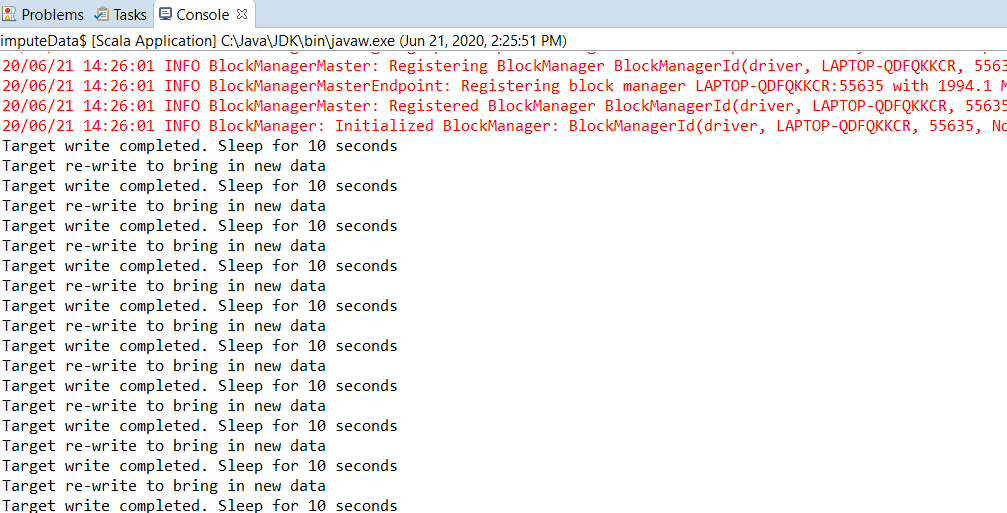 Problems Tasks Console
imputeData$ [Scala Application] C:\Java\JDK\bin\javaw.exe (Jun 21, 2020, 2:25:51 PM)
20/06/21 14:26:01 INFO BlockManagerMaster: Registering BlockManager BlockManagerId(driver, LAPTOP-QDFQKKCR, 5563
20/06/21 14:26:01 INFO BlockManagerMasterEndpoint: Registering block manager LAPTOP-QDFQKKCR:55635 with 1994.1 M
20/06/21 14:26:01 INFO BlockManagerMaster: Registered BlockManager BlockManagerId(driver, LAPTOP-QDFQKKCR, 55635
20/06/21 14:26:01 INFO BlockManager: Initialized BlockManager: BlockManagerId(driver, LAPTOP-QDFQKKCR, 55635, No
Target write completed. Sleep for 10 seconds
Target re-write to bring in new data
Target write completed. Sleep for 10 seconds
Target re-write to bring in new data
Target write completed. Sleep for 10 seconds
Target re-write to bring in new data
Target write completed. Sleep for 10 seconds
Target re-write to bring in new data
Target write completed. Sleep for 10 seconds
Target re-write to bring in new data
Target write completed. Sleep for 10 seconds
Target re-write to bring in new data
Target write completed. Sleep for 10 seconds
Target re-write to bring in new data
Target write completed. Sleep for 10 seconds
Target re-write to bring in new data
Target write completed. Sleep for 10 seconds
Target re-write to bring in new data
Target write completed. Sleep for 10 seconds